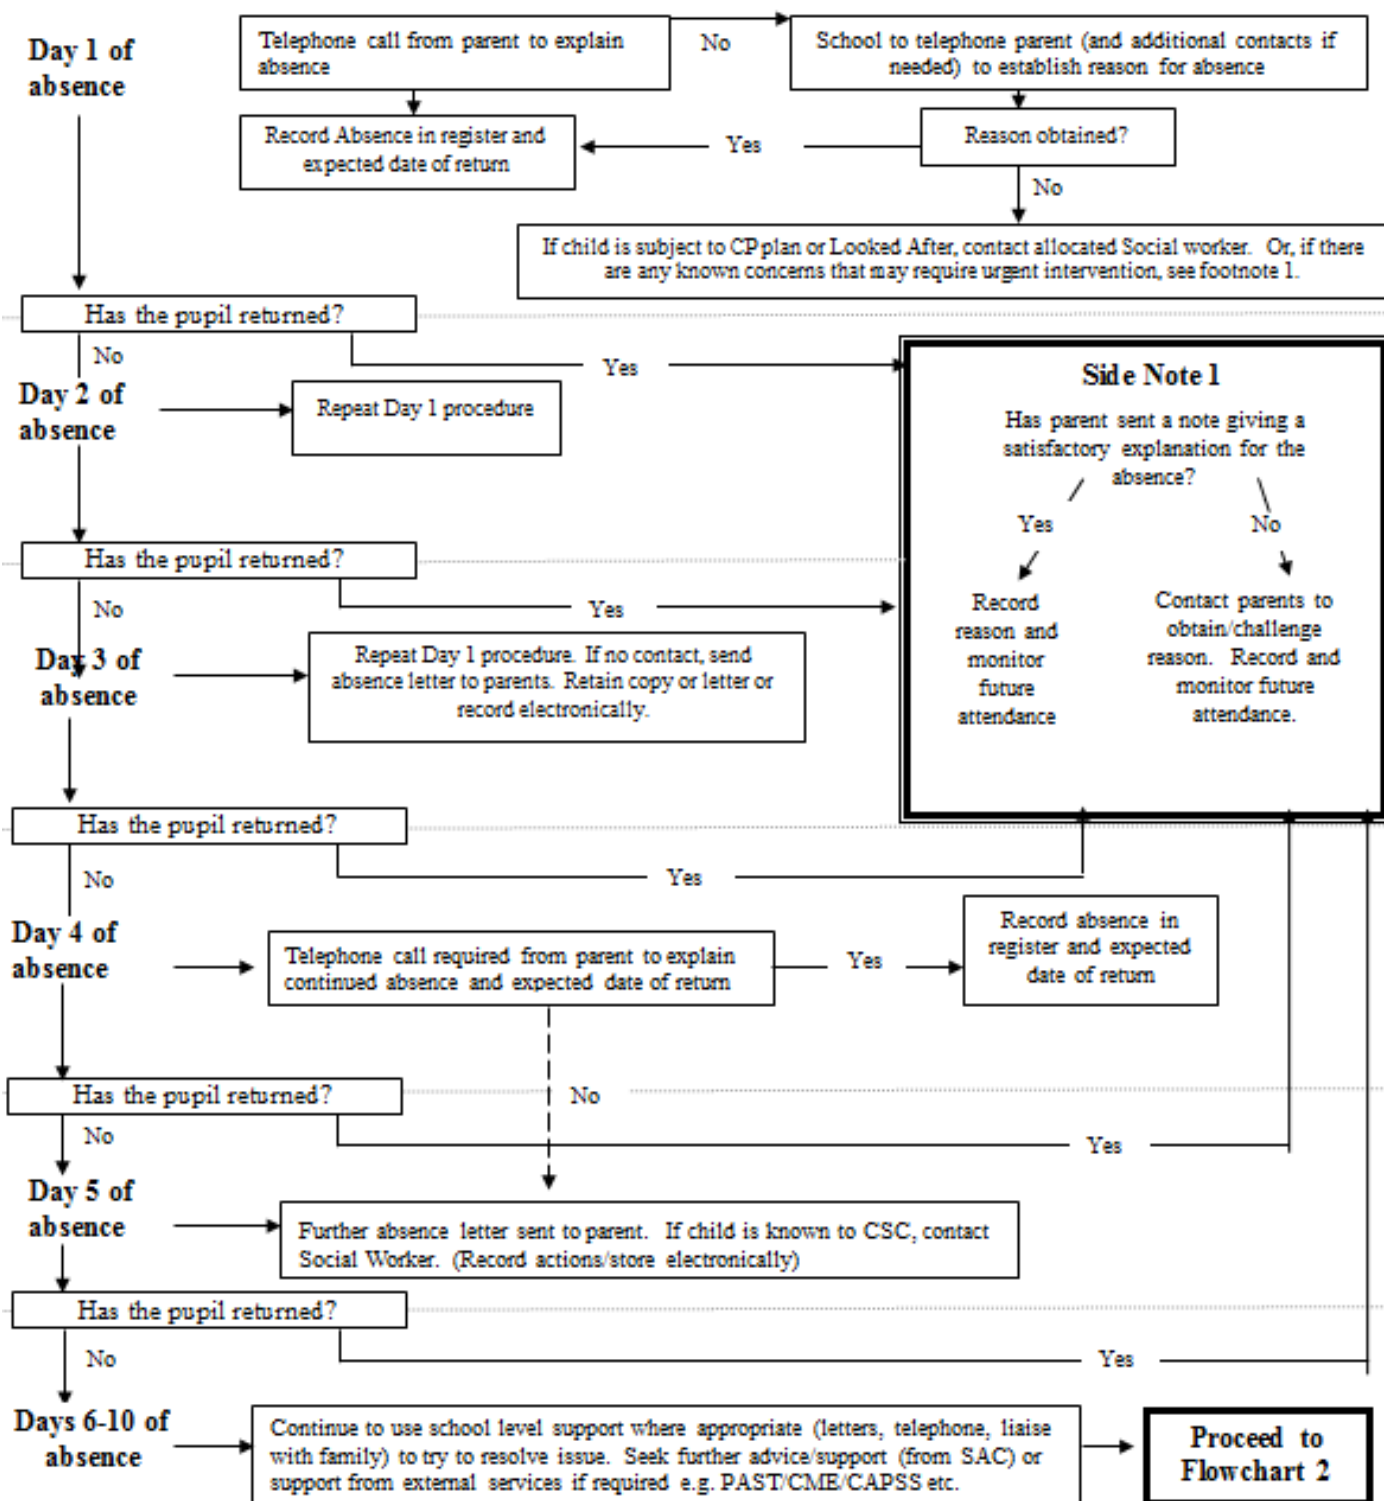 Day 1 of
absence
Telephone call from parent to explain
absence
No
School to telephone parent (and additional contacts if
needed) to establish reason for absence
Record Absence in register and
expected date of return
Yes
Reason obtained?
No
If child is subject to CP plan or Looked After, contact allocated Social worker. Or, if there
are any known concerns that may require urgent intervention, see footnote 1.
Has the pupil returned?
No
Yes
Day 2 of
absence
Repeat Day 1 procedure
Side Note 1
Has parent sent a note giving a
satisfactory explanation for the
absence?
Yes
No
Record
reason and
monitor
future
attendance
Contact parents to
obtain/challenge
reason. Record and
monitor future
attendance.
Has the pupil returned?
No
Yes
Day 3 of
absence
Repeat Day 1 procedure. If no contact, send
absence letter to parents. Retain copy or letter or
record electronically.
Has the pupil returned?
No
Yes
Day 4 of
absence
Telephone call required from parent to explain
continued absence and expected date of return
Yes
Record absence in
register and expected
date of return
Has the pupil returned?
No
No
Yes
Day 5 of
absence
Further absence letter sent to parent. If child is known to CSC, contact
Social Worker. (Record actions/store electronically)
Has the pupil returned?
No
Yes
Days 6-10 of
absence
Continue to use school level support where appropriate (letters, telephone, liaise
with family) to try to resolve issue. Seek further advice/support (from SAC) or
support from external services if required e.g. PAST/CME/CAPSS etc.
Proceed to
Flowchart 2